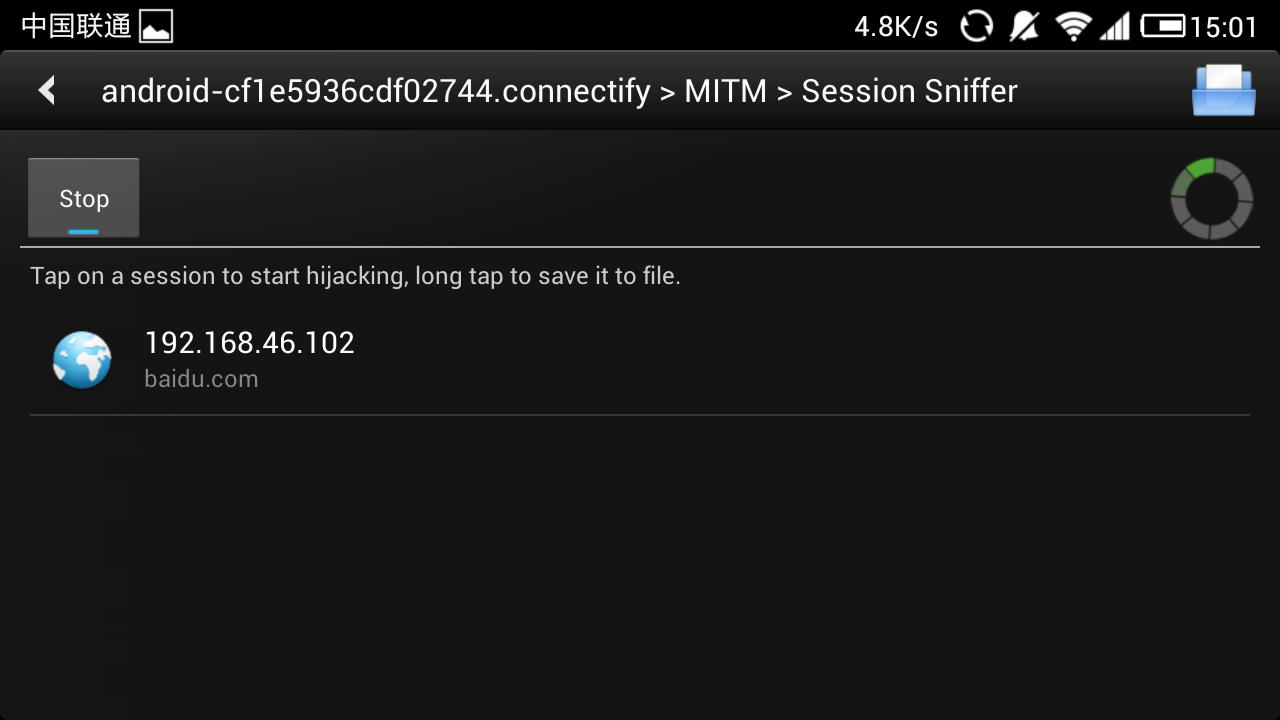 中国联通 4.8K/s 15:01
android-cf1e5936cdf02744.connectify > MITM > Session Sniffer
Stop
Tap on a session to start hijacking, long tap to save it to file.
192.168.46.102
baidu.com